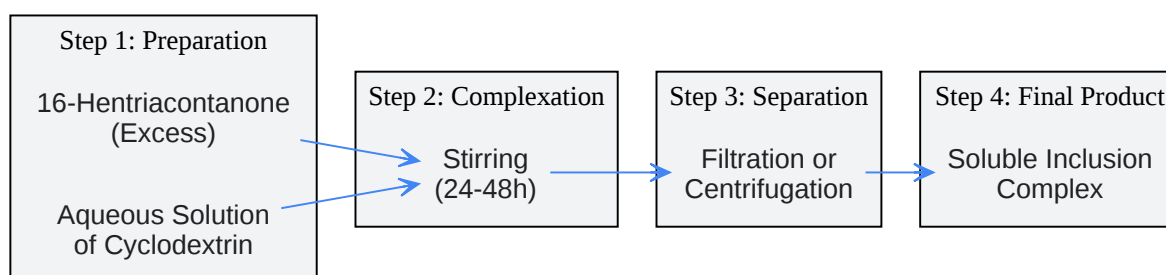 Step 1: Preparation
16-Hentriacontanone
(Excess)
Aqueous Solution
of Cyclodextrin
Step 2: Complexation
Stirring
(24-48h)
Step 3: Separation
Filtration or
Centrifugation
Step 4: Final Product
Soluble Inclusion
Complex